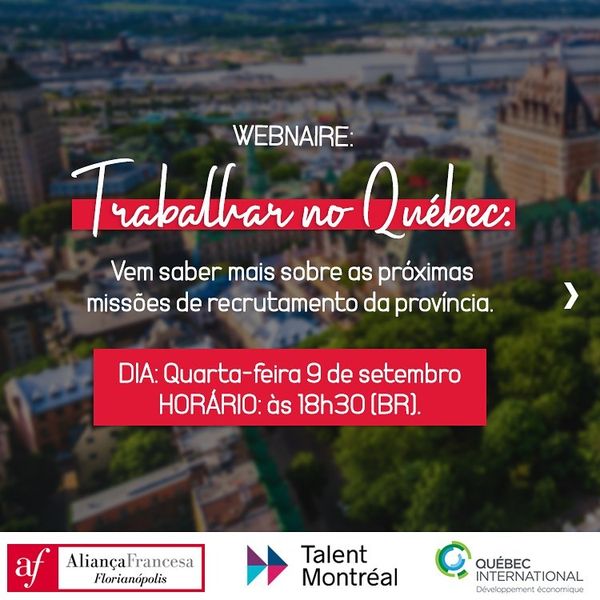 WEBNAIRE:
Trabalhar no Québec:
Vem saber mais sobre as próximas
missões de recrutamento da província.
DIA: Quarta-feira 9 de setembro
HORÁRIO: às 18h30 (BR).
af
AliançaFrancesa
Florianópolis
Talent
Montréal
QUÉBEC
INTERNATIONAL
Développement économique